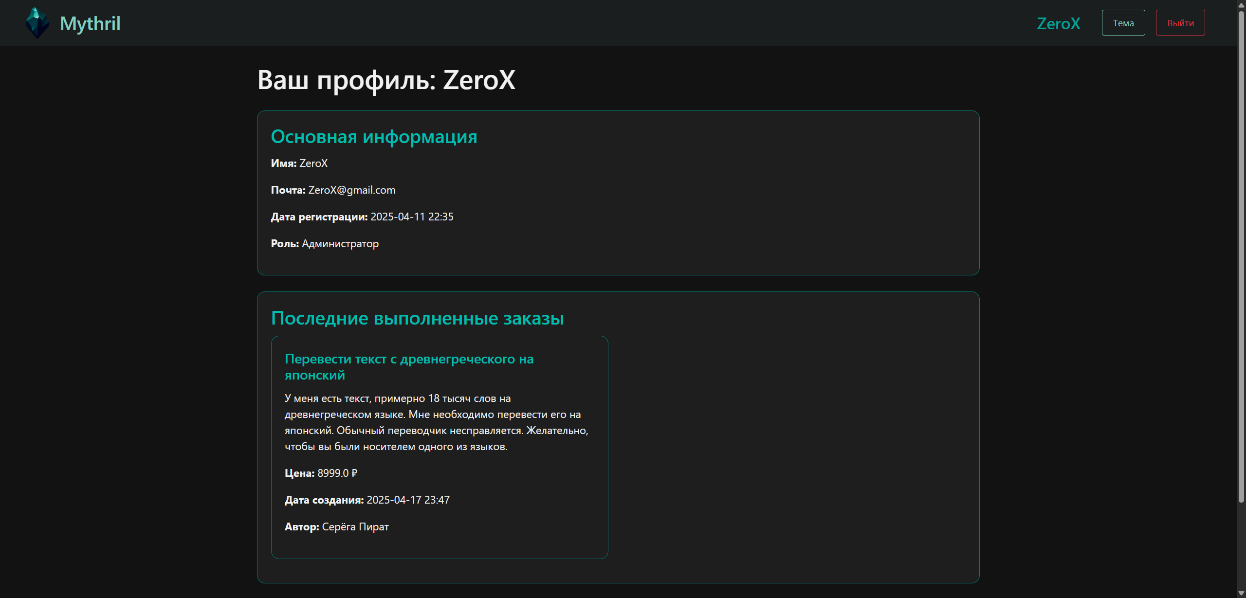 Mythril
ZeroX
Тема
Выйти
Ваш профиль: ZeroX
Основная информация
Имя: ZeroX
Почта: ZeroX@gmail.com
Дата регистрации: 2025-04-11 22:35
Роль: Администратор
Последние выполненные заказы
Перевести текст с древнегреческого на
японский
У меня есть текст, примерно 18 тысяч слов на
древнегреческом языке. Мне необходимо перевести его на
японский. Обычный переводчик несправляется. Желательно,
чтобы вы были носителем одного из языков.
Цена: 8999.0 ₽
Дата создания: 2025-04-17 23:47
Автор: Серёга Пират